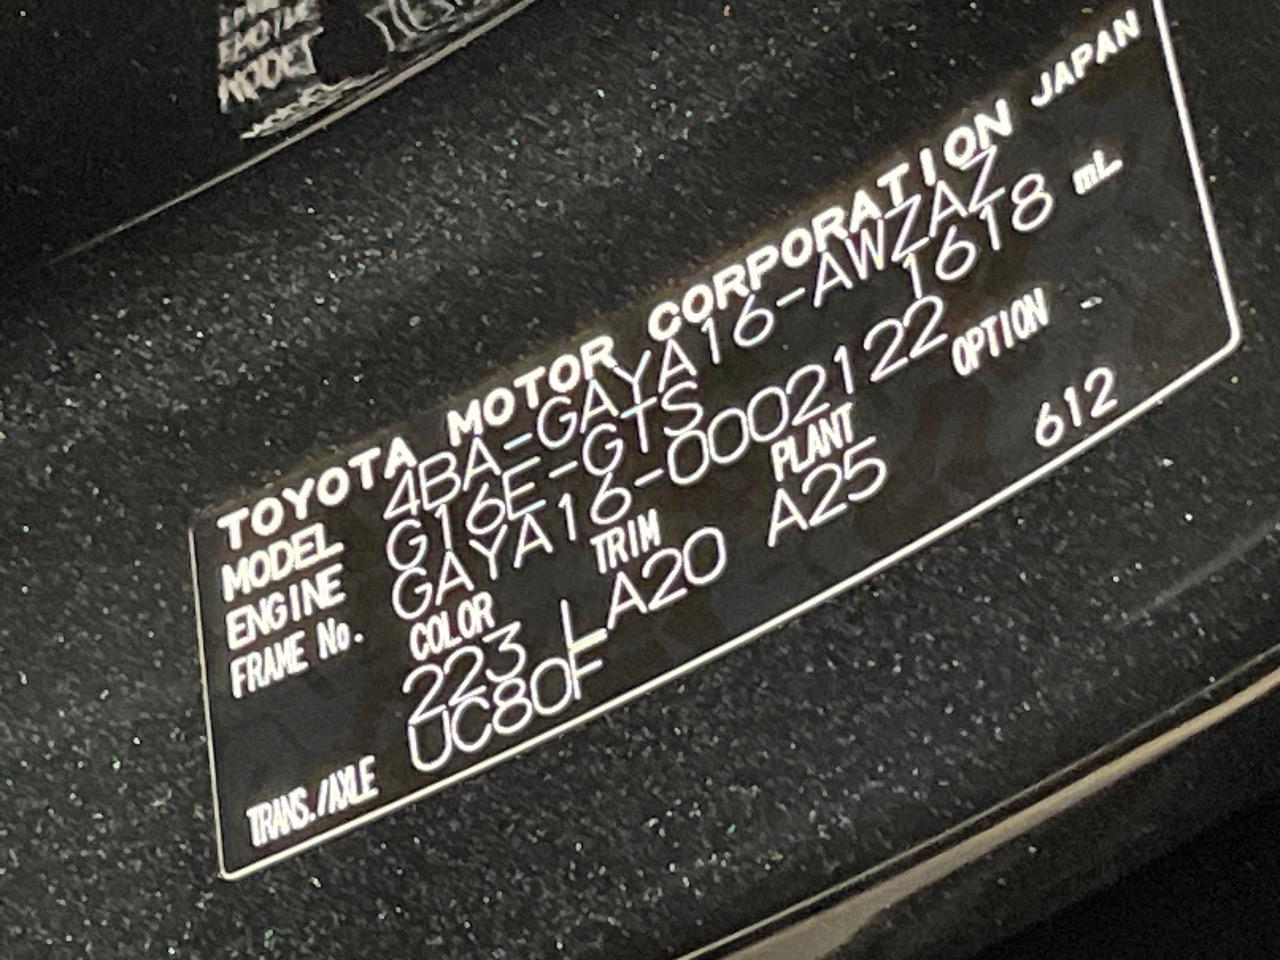 TOYOTA MOTOR CORPORATION JAPAN
MODEL 4BA-GAYA16-AWZAZ
ENGINE G16E-GTS 1618 mL
FRAME No. GAYA16-0002122
COLOR TRIM PLANT OPTION -
223 LA20 A25 612
TRANS./AXLE UC80F